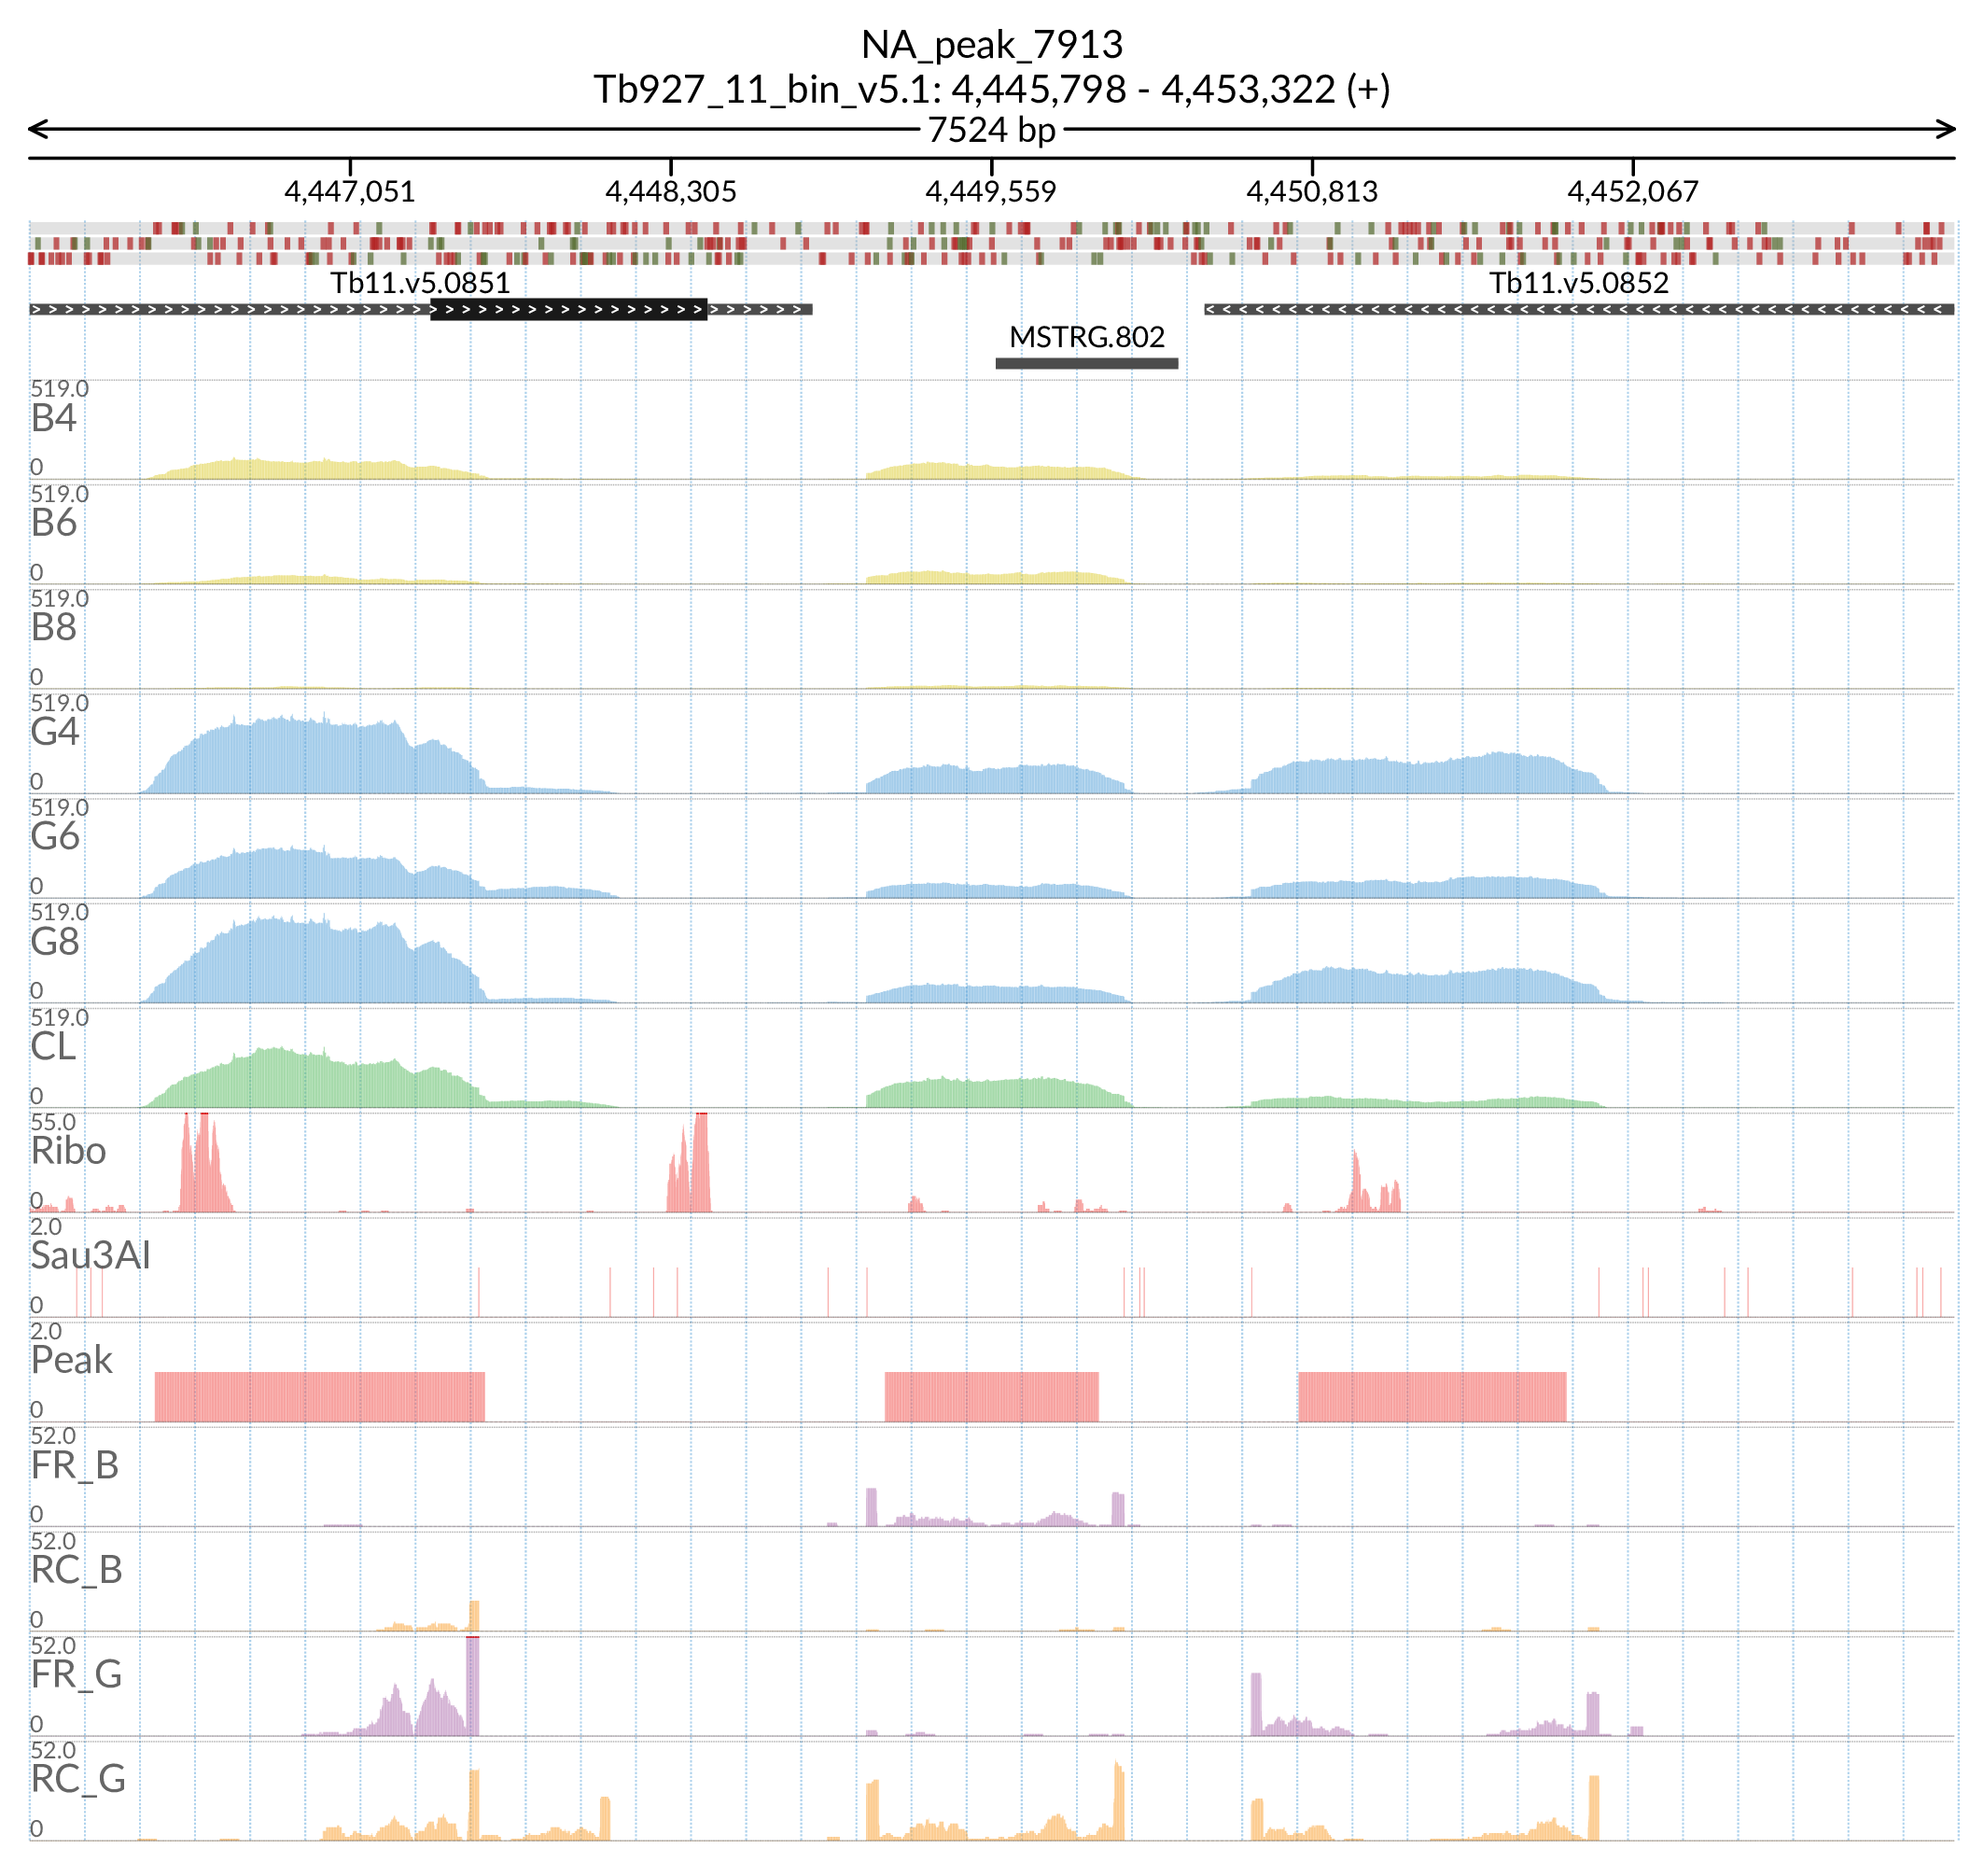 NA_peak_7913
Tb927_11_bin_v5.1: 4,445,798 - 4,453,322 (+)
7524 bp
4,447,051 4,448,305 4,449,559 4,450,813 4,452,067
Tb11.v5.0851 Tb11.v5.0852
MSTRG.802
519.0
B4
0
519.0
B6
0
519.0
B8
0
519.0
G4
0
519.0
G6
0
519.0
G8
0
519.0
CL
0
55.0
Ribo
0
2.0
Sau3AI
0
2.0
Peak
0
52.0
FR_B
0
52.0
RC_B
0
52.0
FR_G
0
52.0
RC_G
0